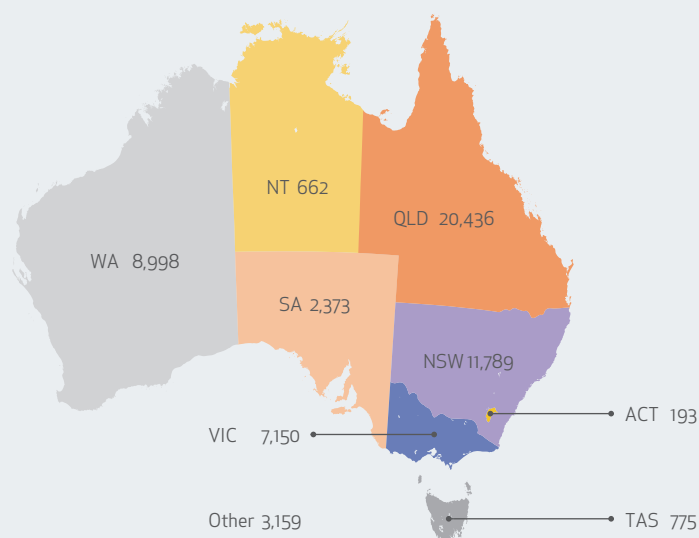 NT 662
QLD 20,436
WA 8,998
SA 2,373
NSW 11,789
ACT 193
VIC 7,150
Other 3,159
TAS 775